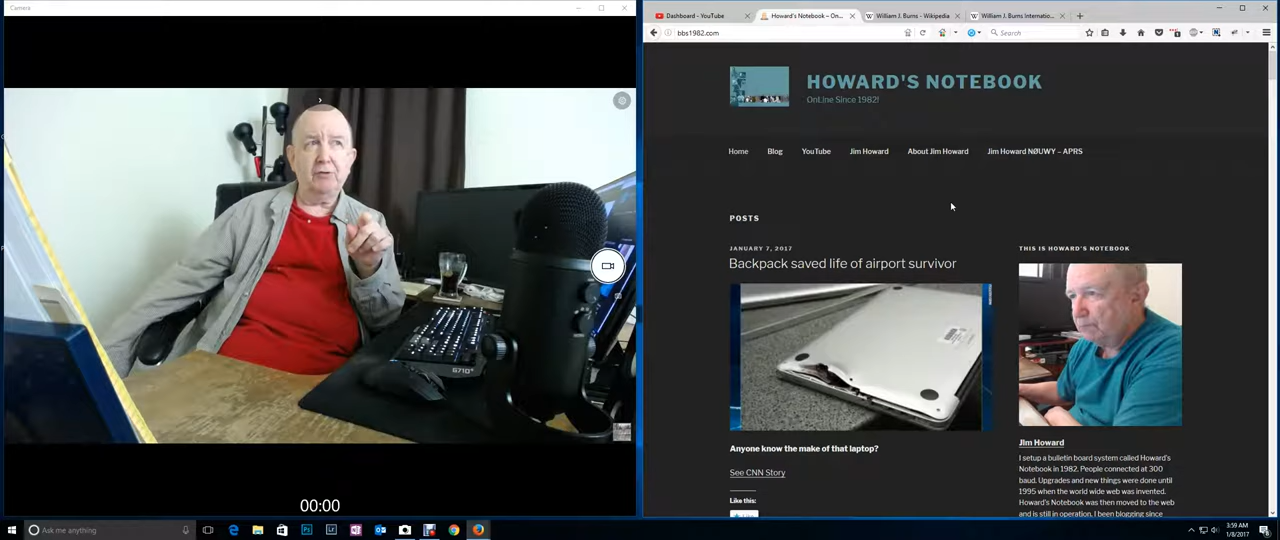 Camera
00:00
Dashboard - YouTube
Howard's Notebook – On
William J. Burns - Wikipedia
William J. Burns Internatio
bbs1982.com
Search
HOWARD'S NOTEBOOK
OnLine Since 1982!
Home
Blog
YouTube
Jim Howard
About Jim Howard
Jim Howard NØUWY – APRS
POSTS
JANUARY 7, 2017
Backpack saved life of airport survivor
Anyone know the make of that laptop?
See CNN Story
Like this:
THIS IS HOWARD'S NOTEBOOK
Jim Howard
I setup a bulletin board system called Howard's
Notebook in 1982. People connected at 300
baud. Upgrades and new things were done until
1995 when the world wide web was invented.
Howard's Notebook was then moved to the web
and is still in operation. I been blogging since
Ask me anything
3:59 AM
1/8/2017